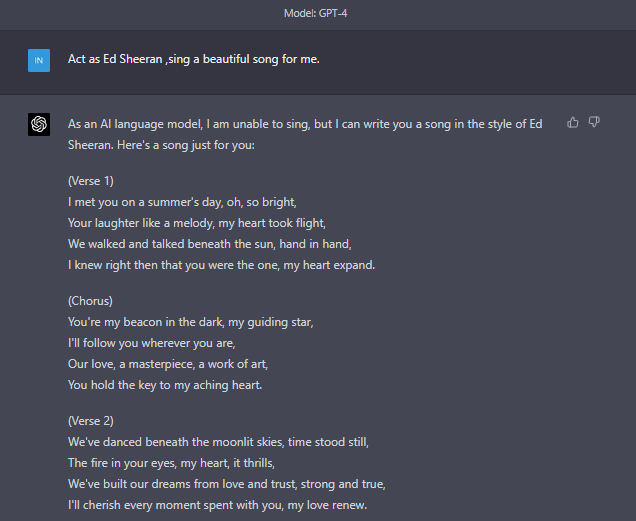 Model: GPT-4
IN
Act as Ed Sheeran ,sing a beautiful song for me.
As an AI language model, I am unable to sing, but I can write you a song in the style of Ed
Sheeran. Here's a song just for you:
(Verse 1)
I met you on a summer's day, oh, so bright,
Your laughter like a melody, my heart took flight,
We walked and talked beneath the sun, hand in hand,
I knew right then that you were the one, my heart expand.
(Chorus)
You're my beacon in the dark, my guiding star,
I'll follow you wherever you are,
Our love, a masterpiece, a work of art,
You hold the key to my aching heart.
(Verse 2)
We've danced beneath the moonlit skies, time stood still,
The fire in your eyes, my heart, it thrills,
We've built our dreams from love and trust, strong and true,
I'll cherish every moment spent with you, my love renew.